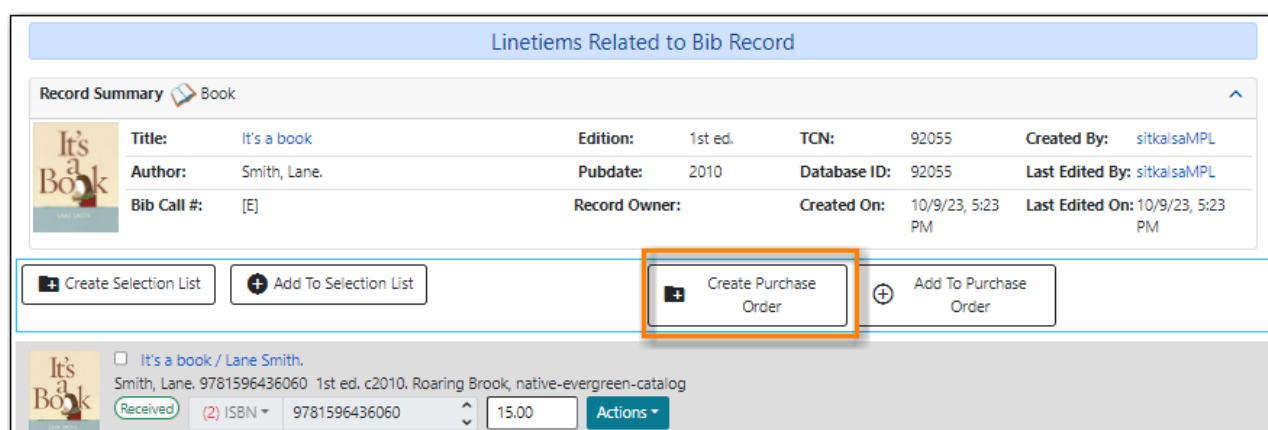 Linetiems Related to Bib Record
Record Summary Book
It's a Book
LANE SMITH
Title: It's a book Edition: 1st ed. TCN: 92055 Created By: sitkalsaMPL
Author: Smith, Lane. Pubdate: 2010 Database ID: 92055 Last Edited By: sitkalsaMPL
Bib Call #: [E] Record Owner: Created On: 10/9/23, 5:23 PM Last Edited On: 10/9/23, 5:23 PM
Create Selection List Add To Selection List Create Purchase Order Add To Purchase Order
It's a Book
It's a book / Lane Smith.
Smith, Lane. 9781596436060 1st ed. c2010. Roaring Brook, native-evergreen-catalog
Received (2) ISBN 9781596436060 15.00 Actions